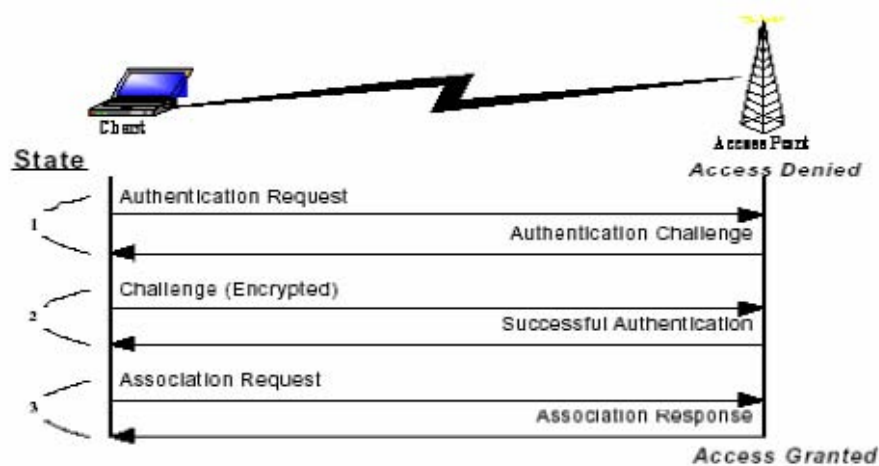 Client
Access Point
State
Access Denied
Authentication Request
1
Authentication Challenge
Challenge (Encrypted)
2
Successful Authentication
Association Request
3
Association Response
Access Granted